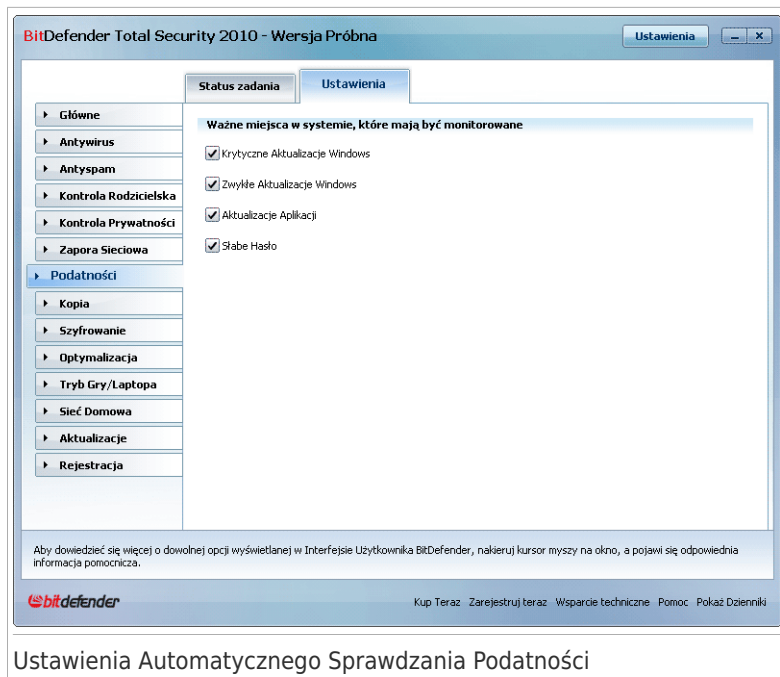 BitDefender Total Security 2010 - Wersja Próbna
Ustawienia
Status zadania
Ustawienia
Główne
Antywirus
Antyspam
Kontrola Rodzicielska
Kontrola Prywatności
Zapora Sieciowa
Podatności
Kopia
Szyfrowanie
Optymalizacja
Tryb Gry/Laptopa
Sieć Domowa
Aktualizacje
Rejestracja
Ważne miejsca w systemie, które mają być monitorowane
Krytyczne Aktualizacje Windows
Zwykłe Aktualizacje Windows
Aktualizacje Aplikacji
Słabe Hasło
Aby dowiedzieć się więcej o dowolnej opcji wyświetlanej w Interfejsie Użytkownika BitDefender, nakieruj kursor myszy na okno, a pojawi się odpowiednia
informacja pomocnicza.
bitdefender
Kup Teraz Zarejestruj teraz Wsparcie techniczne Pomoc Pokaż Dzienniki
Ustawienia Automatycznego Sprawdzania Podatności